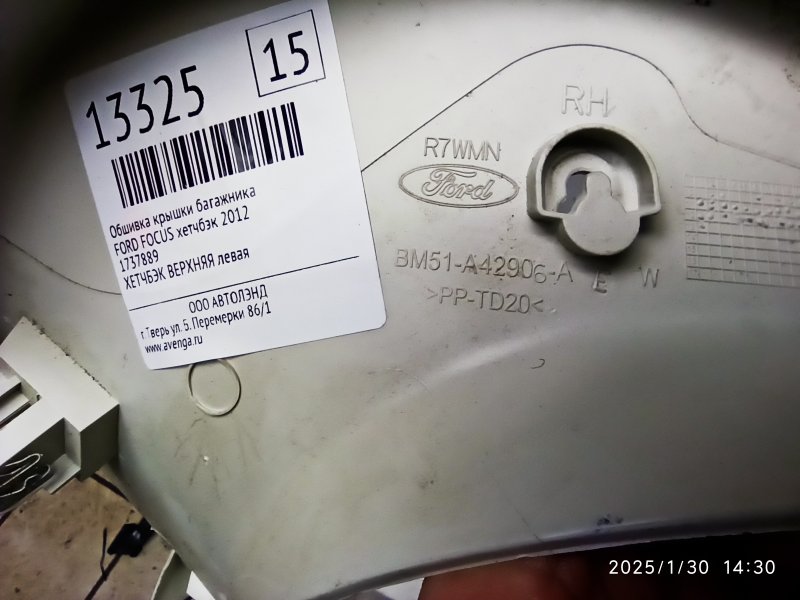 15
13325
Обшивка крышки багажника
FORD FOCUS хетчбэк 2012
1737889
ХЕТЧБЭК ВЕРХНЯЯ левая
ООО АВТОЛЭНД
г. Тверь ул. Б. Перемерки 86/1
www.avenga.ru
RH
R7WMN
Ford
BM51-A42906-A E W
>PP-TD20<
2025/1/30 14:30